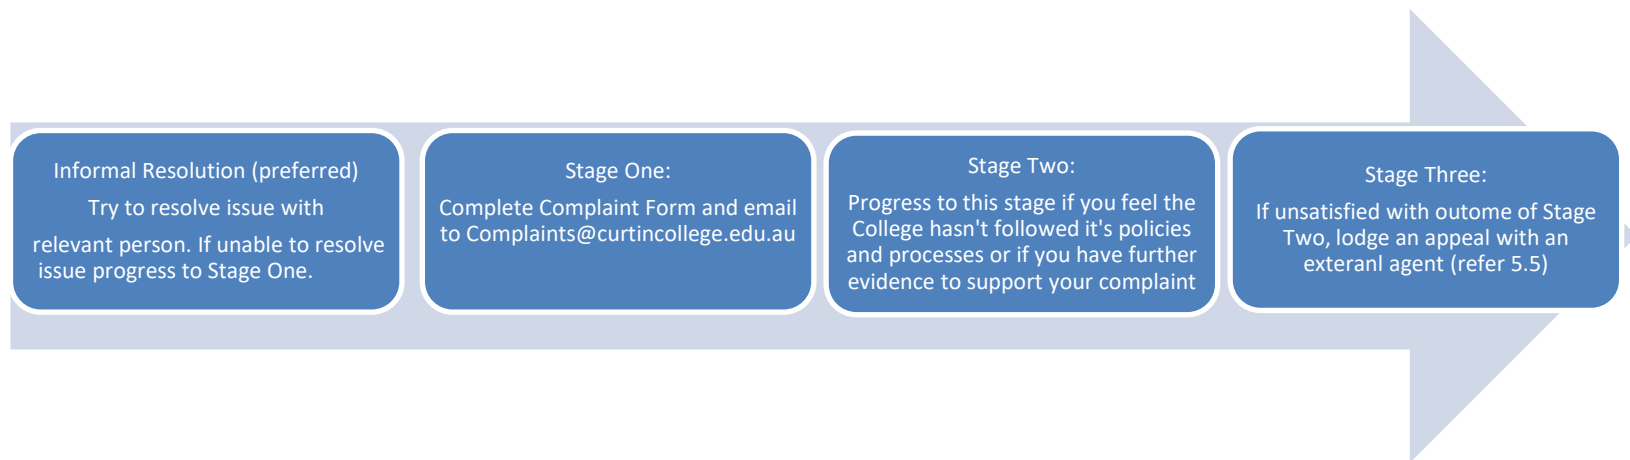 Informal Resolution (preferred)
Try to resolve issue with
relevant person. If unable to resolve
issue progress to Stage One.
Stage One:
Complete Complaint Form and email
to Complaints@curtincollege.edu.au
Stage Two:
Progress to this stage if you feel the
College hasn't followed it's policies
and processes or if you have further
evidence to support your complaint
Stage Three:
If unsatisfied with outome of Stage
Two, lodge an appeal with an
exteranl agent (refer 5.5)